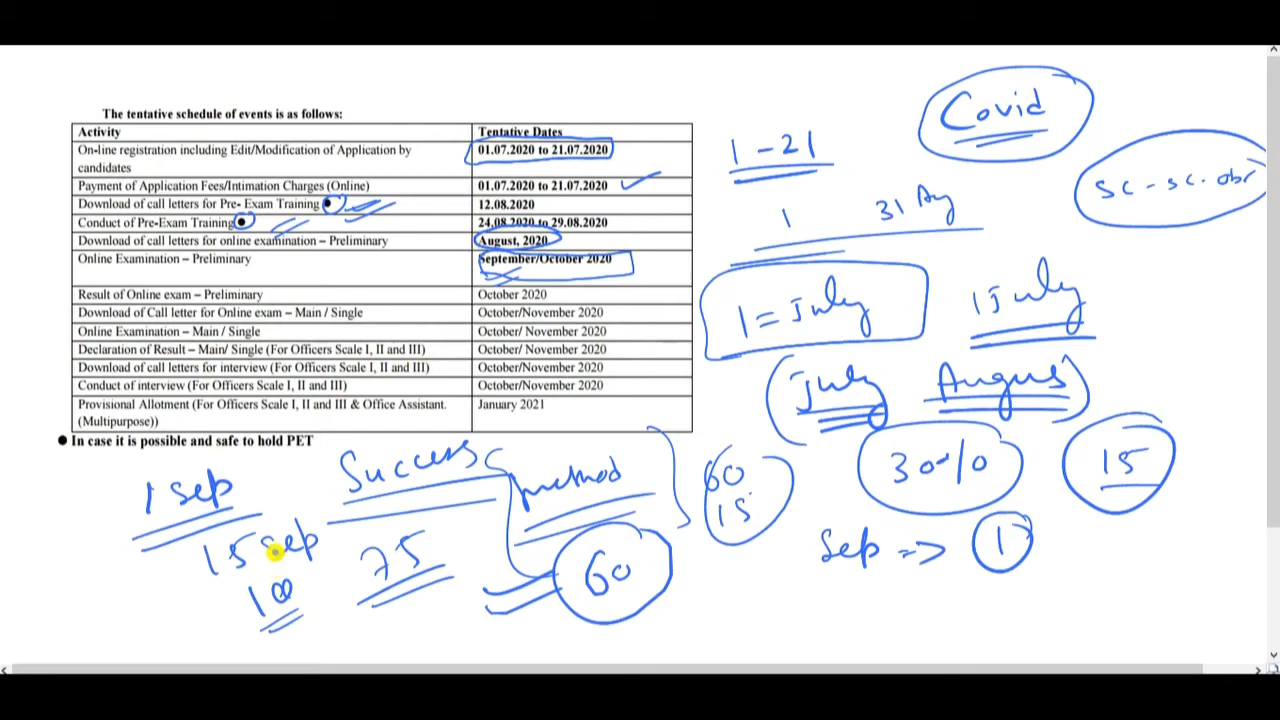 The tentative schedule of events is as follows:
Activity Tentative Dates
On-line registration including Edit/Modification of Application by candidates 01.07.2020 to 21.07.2020
Payment of Application Fees/Intimation Charges (Online) 01.07.2020 to 21.07.2020
Download of call letters for Pre- Exam Training ● 12.08.2020
Conduct of Pre-Exam Training ● 24.08.2020 to 29.08.2020
Download of call letters for online examination – Preliminary August, 2020
Online Examination – Preliminary September/October 2020
Result of Online exam – Preliminary October 2020
Download of Call letter for Online exam – Main / Single October/November 2020
Online Examination – Main / Single October/ November 2020
Declaration of Result – Main/ Single (For Officers Scale I, II and III) October/ November 2020
Download of call letters for interview (For Officers Scale I, II and III) October/November 2020
Conduct of interview (For Officers Scale I, II and III) October/November 2020
Provisional Allotment (For Officers Scale I, II and III & Office Assistant. (Multipurpose)) January 2021
● In case it is possible and safe to hold PET
Covid
1 - 21
SC - SC - obc
1 31 Aug
1 = July 1 July
July Augus
30% 15
Sep => 1
1 Sep Success method 60
15
15 Sep 75 60
100